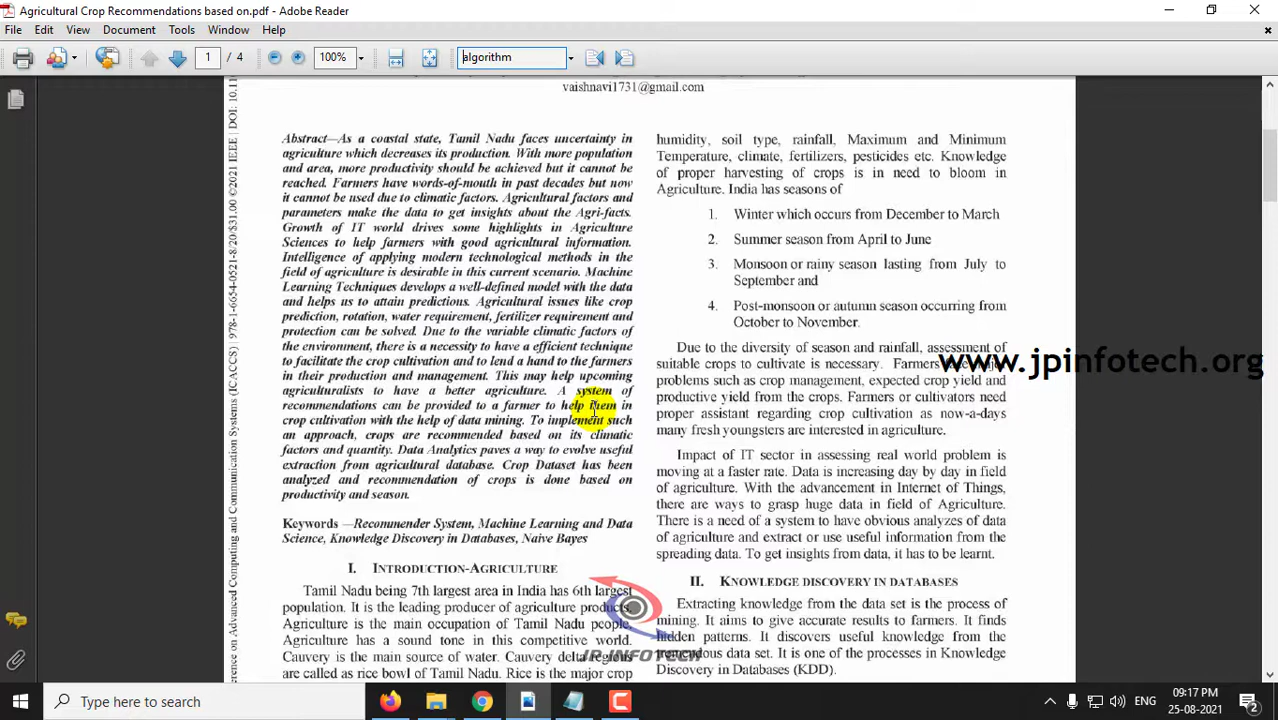 Agricultural Crop Recommendations based on.pdf - Adobe Reader
File Edit View Document Tools Window Help
1 / 4 100% algorithm
vaishnavi1731@gmail.com
Abstract—As a coastal state, Tamil Nadu faces uncertainty in
agriculture which decreases its production. With more population
and area, more productivity should be achieved but it cannot be
reached. Farmers have words-of-mouth in past decades but now
it cannot be used due to climatic factors. Agricultural factors and
parameters make the data to get insights about the Agri-facts.
Growth of IT world drives some highlights in Agriculture
Sciences to help farmers with good agricultural information.
Intelligence of applying modern technological methods in the
field of agriculture is desirable in this current scenario. Machine
Learning Techniques develops a well-defined model with the data
and helps us to attain predictions. Agricultural issues like crop
prediction, rotation, water requirement, fertilizer requirement and
protection can be solved. Due to the variable climatic factors of
the environment, there is a necessity to have a efficient technique
to facilitate the crop cultivation and to lend a hand to the farmers
in their production and management. This may help upcoming
agriculturalists to have a better agriculture. A system of
recommendations can be provided to a farmer to help them in
crop cultivation with the help of data mining. To implement such
an approach, crops are recommended based on its climatic
factors and quantity. Data Analytics paves a way to evolve useful
extraction from agricultural database. Crop Dataset has been
analyzed and recommendation of crops is done based on
productivity and season.
Keywords —Recommender System, Machine Learning and Data
Science, Knowledge Discovery in Databases, Naive Bayes
I. INTRODUCTION-AGRICULTURE
Tamil Nadu being 7th largest area in India has 6th largest
population. It is the leading producer of agriculture products.
Agriculture is the main occupation of Tamil Nadu people.
Agriculture has a sound tone in this competitive world.
Cauvery is the main source of water. Cauvery delta regions
are called as rice bowl of Tamil Nadu. Rice is the major crop
humidity, soil type, rainfall, Maximum and Minimum
Temperature, climate, fertilizers, pesticides etc. Knowledge
of proper harvesting of crops is in need to bloom in
Agriculture. India has seasons of
1. Winter which occurs from December to March
2. Summer season from April to June
3. Monsoon or rainy season lasting from July to
September and
4. Post-monsoon or autumn season occurring from
October to November.
Due to the diversity of season and rainfall, assessment of
suitable crops to cultivate is necessary. Farmers
problems such as crop management, expected crop yield and
productive yield from the crops. Farmers or cultivators need
proper assistant regarding crop cultivation as now-a-days
many fresh youngsters are interested in agriculture.
Impact of IT sector in assessing real world problem is
moving at a faster rate. Data is increasing day by day in field
of agriculture. With the advancement in Internet of Things,
there are ways to grasp huge data in field of Agriculture.
There is a need of a system to have obvious analyzes of data
of agriculture and extract or use useful information from the
spreading data. To get insights from data, it has to be learnt.
II. KNOWLEDGE DISCOVERY IN DATABASES
Extracting knowledge from the data set is the process of
mining. It aims to give accurate results to farmers. It finds
hidden patterns. It discovers useful knowledge from the
tremendous data set. It is one of the processes in Knowledge
Discovery in Databases (KDD).
www.jpinfotech.org
JP INFOTECH
ference on Advanced Computing and Communication Systems (ICACCS) | 978-1-6654-0521-8/20/$31.00 ©2021 IEEE | DOI: 10.11
Type here to search
ENG
09:17 PM
25-08-2021
2